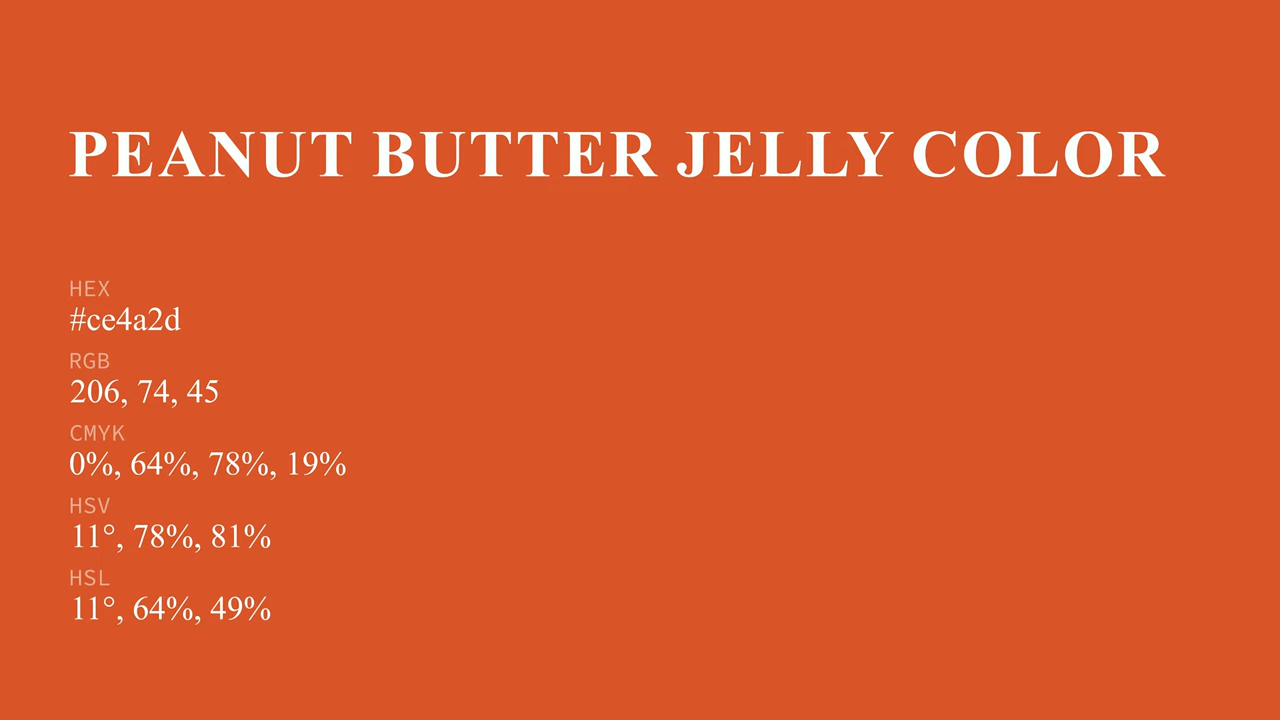 PEANUT BUTTER JELLY COLOR
HEX
#ce4a2d
RGB
206, 74, 45
CMYK
0%, 64%, 78%, 19%
HSV
11°, 78%, 81%
HSL
11°, 64%, 49%